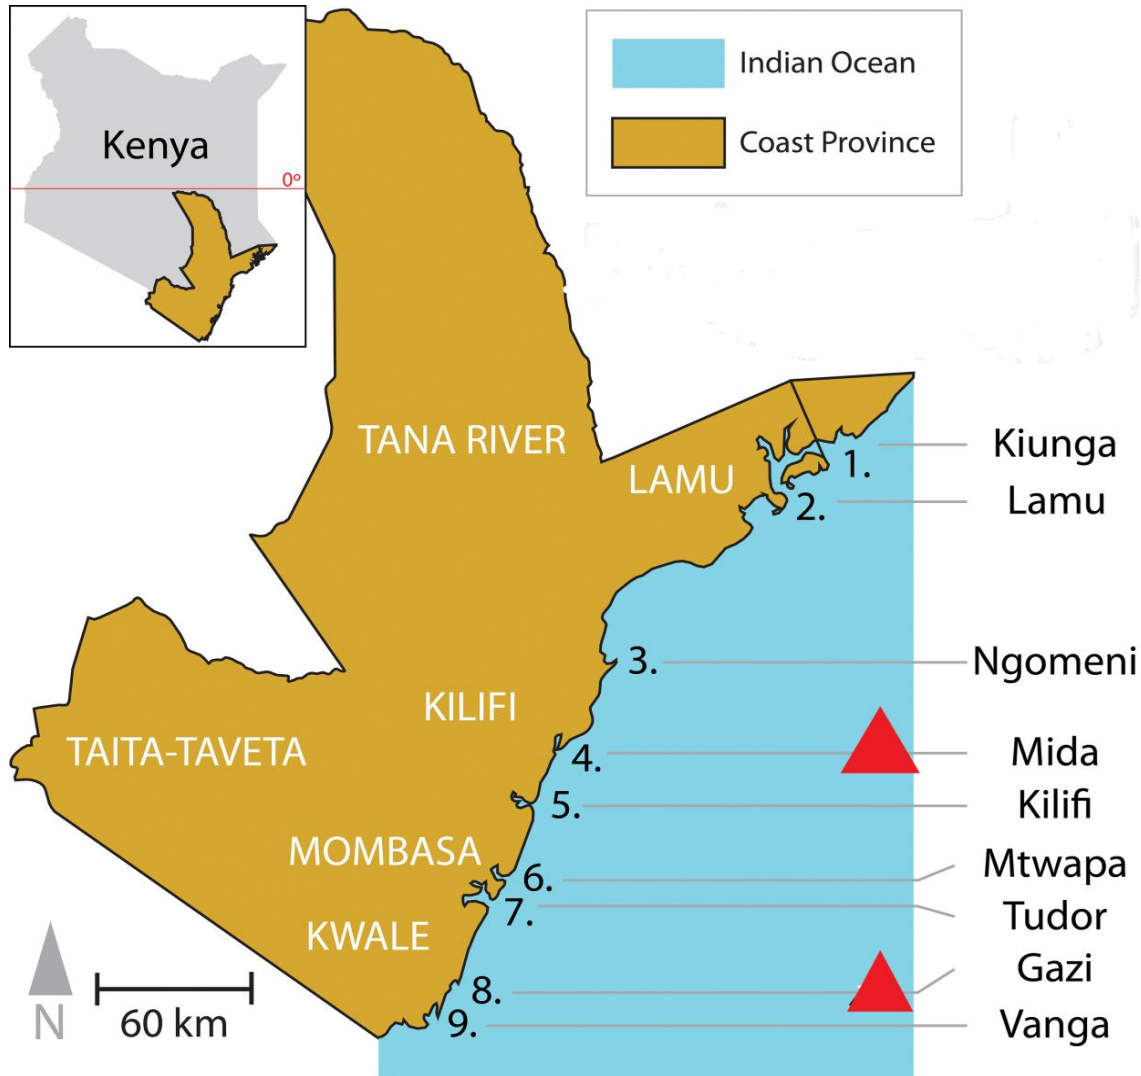 Kenya
0º
Indian Ocean
Coast Province
TANA RIVER
LAMU
KILIFI
TAITA-TAVETA
MOMBASA
KWALE
1.
Kiunga
2.
Lamu
3.
Ngomeni
4.
Mida
5.
Kilifi
6.
Mtwapa
7.
Tudor
8.
Gazi
9.
Vanga
N
60 km